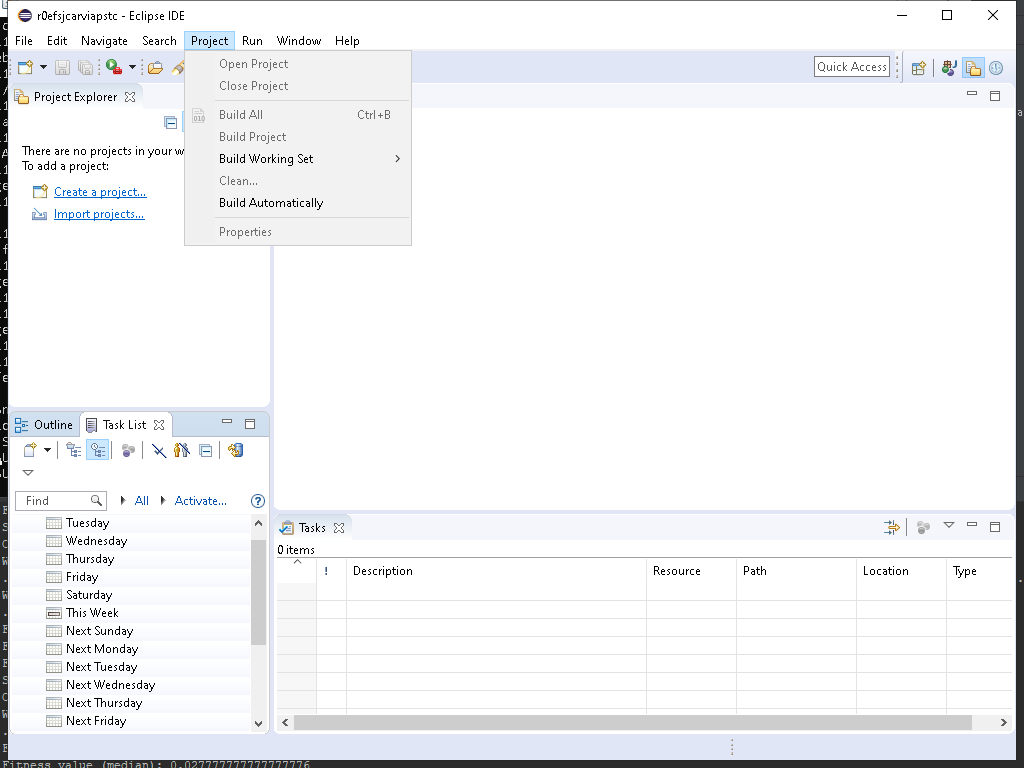 r0efsjcarviapstc - Eclipse IDE
File Edit Navigate Search Project Run Window Help
Quick Access
Project Explorer
Open Project
Close Project
Build All Ctrl+B
Build Project
Build Working Set
Clean...
Build Automatically
Properties
There are no projects in your w
To add a project:
Create a project...
Import projects...
Outline Task List
Find All Activate...
Tuesday
Wednesday
Thursday
Friday
Saturday
This Week
Next Sunday
Next Monday
Next Tuesday
Next Wednesday
Next Thursday
Next Friday
Tasks
0 items
! Description Resource Path Location Type
Fitness value (median): 0.027777777777777776